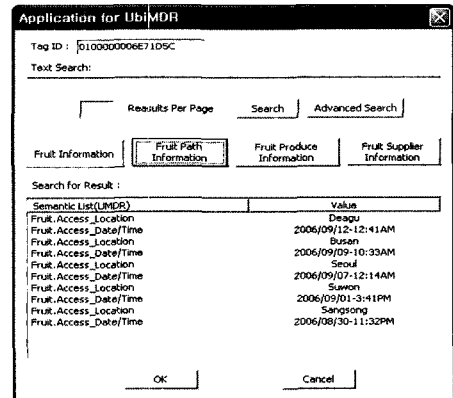 Application for UbiMDR
Tag ID : 0100000006E71D5C
Text Search:
Reasults Per Page Search Advanced Search
Fruit Information Fruit Path Information Fruit Produce Information Fruit Supplier Information
Search for Result :
Semantic List(UMDR) Value
Fruit.Access_Location Deagu
Fruit.Access_Date/Time 2006/09/12-12:41AM
Fruit.Access_Location Busan
Fruit.Access_Date/Time 2006/09/09-10:33AM
Fruit.Access_Location Seoul
Fruit.Access_Date/Time 2006/09/07-12:14AM
Fruit.Access_Location Suwon
Fruit.Access_Date/Time 2006/09/01-3:41PM
Fruit.Access_Location Sangsong
Fruit.Access_Date/Time 2006/08/30-11:32PM
OK Cancel